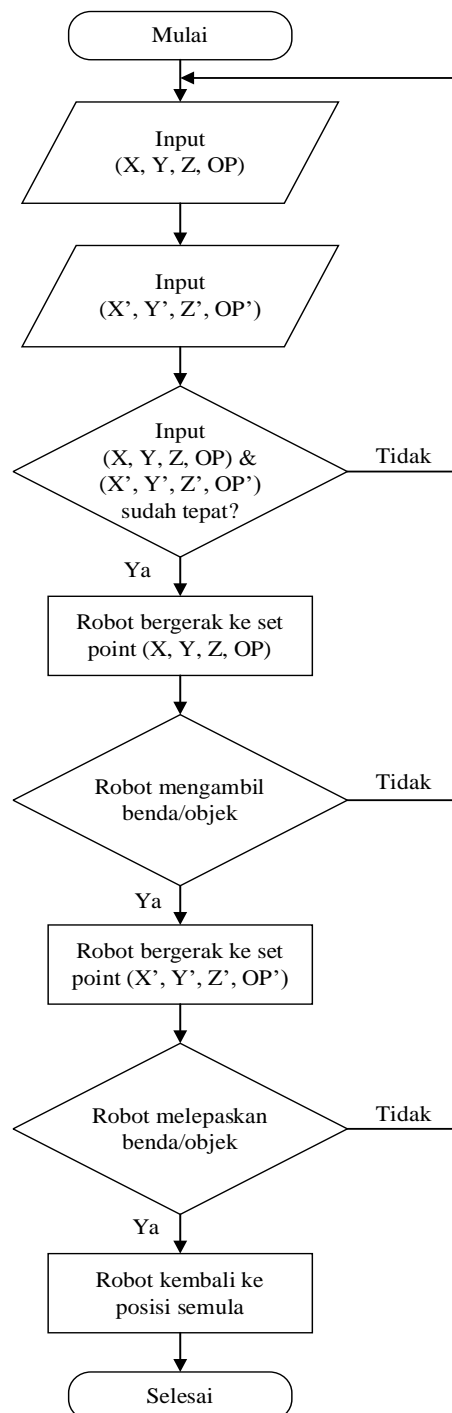 Mulai
Input
(X, Y, Z, OP)
Input
(X’, Y’, Z’, OP’)
Input
(X, Y, Z, OP) &
(X’, Y’, Z’, OP’)
sudah tepat?
Tidak
Ya
Robot bergerak ke set
point (X, Y, Z, OP)
Robot mengambil
benda/objek
Tidak
Ya
Robot bergerak ke set
point (X’, Y’, Z’, OP’)
Robot melepaskan
benda/objek
Tidak
Ya
Robot kembali ke
posisi semula
Selesai